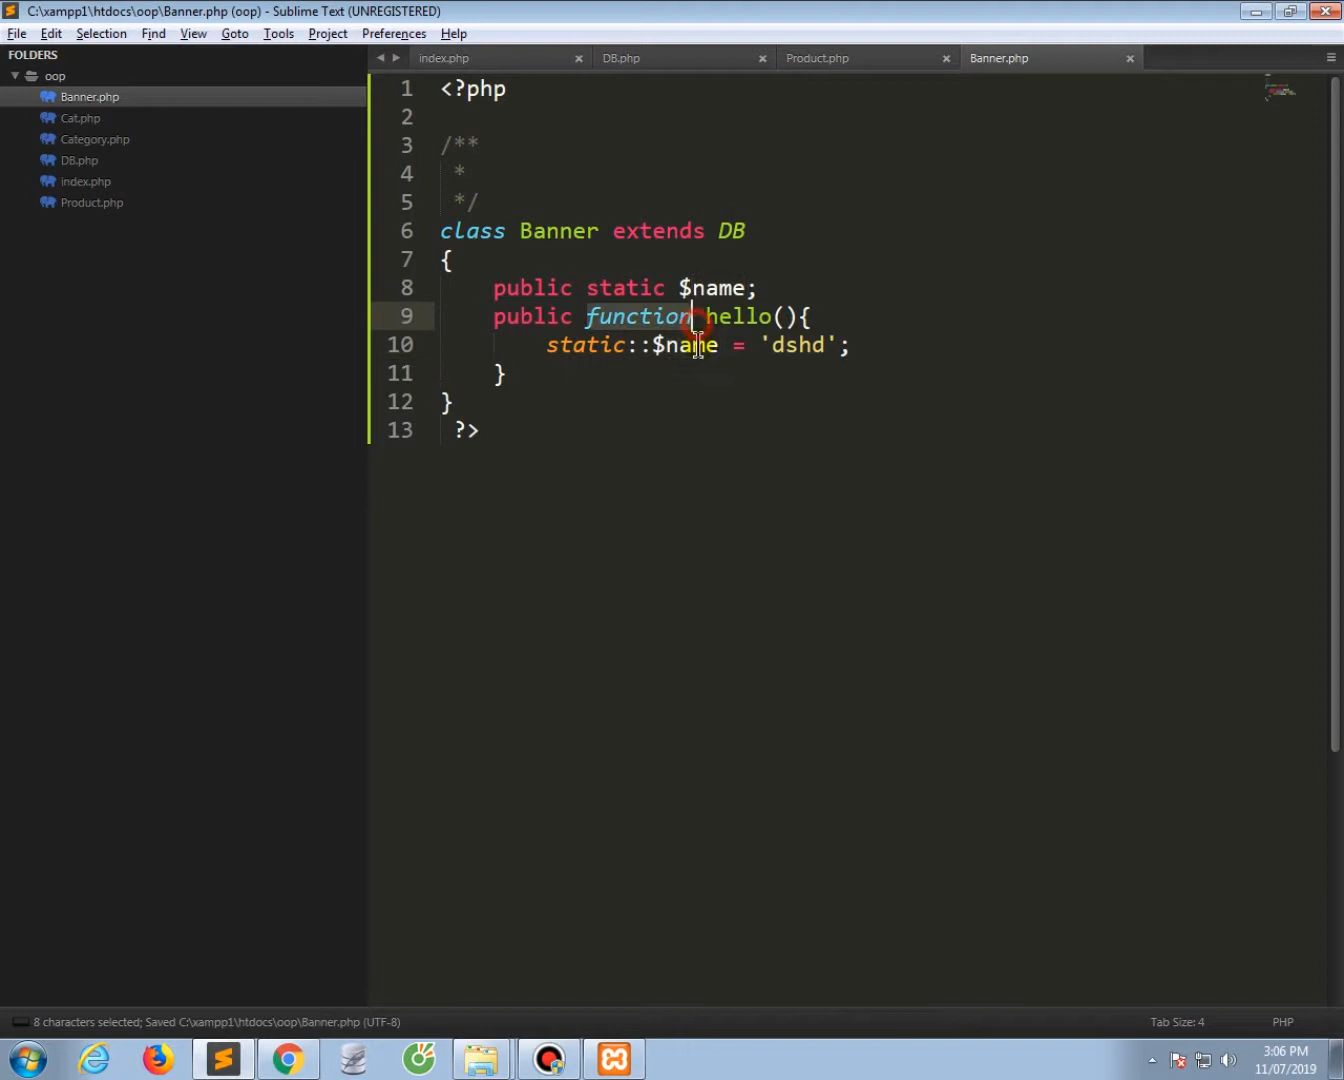 C:\xampp1\htdocs\oop\Banner.php (oop) - Sublime Text (UNREGISTERED)
File Edit Selection Find View Goto Tools Project Preferences Help
FOLDERS
oop
Banner.php
Cat.php
Category.php
DB.php
index.php
Product.php
index.php DB.php Product.php Banner.php
1 <?php
2
3 /**
4 *
5 */
6 class Banner extends DB
7 {
8 public static $name;
9 public function hello(){
10 static::$name = 'dshd';
11 }
12 }
13 ?>
8 characters selected; Saved C:\xampp1\htdocs\oop\Banner.php (UTF-8) Tab Size: 4 PHP
3:06 PM
11/07/2019